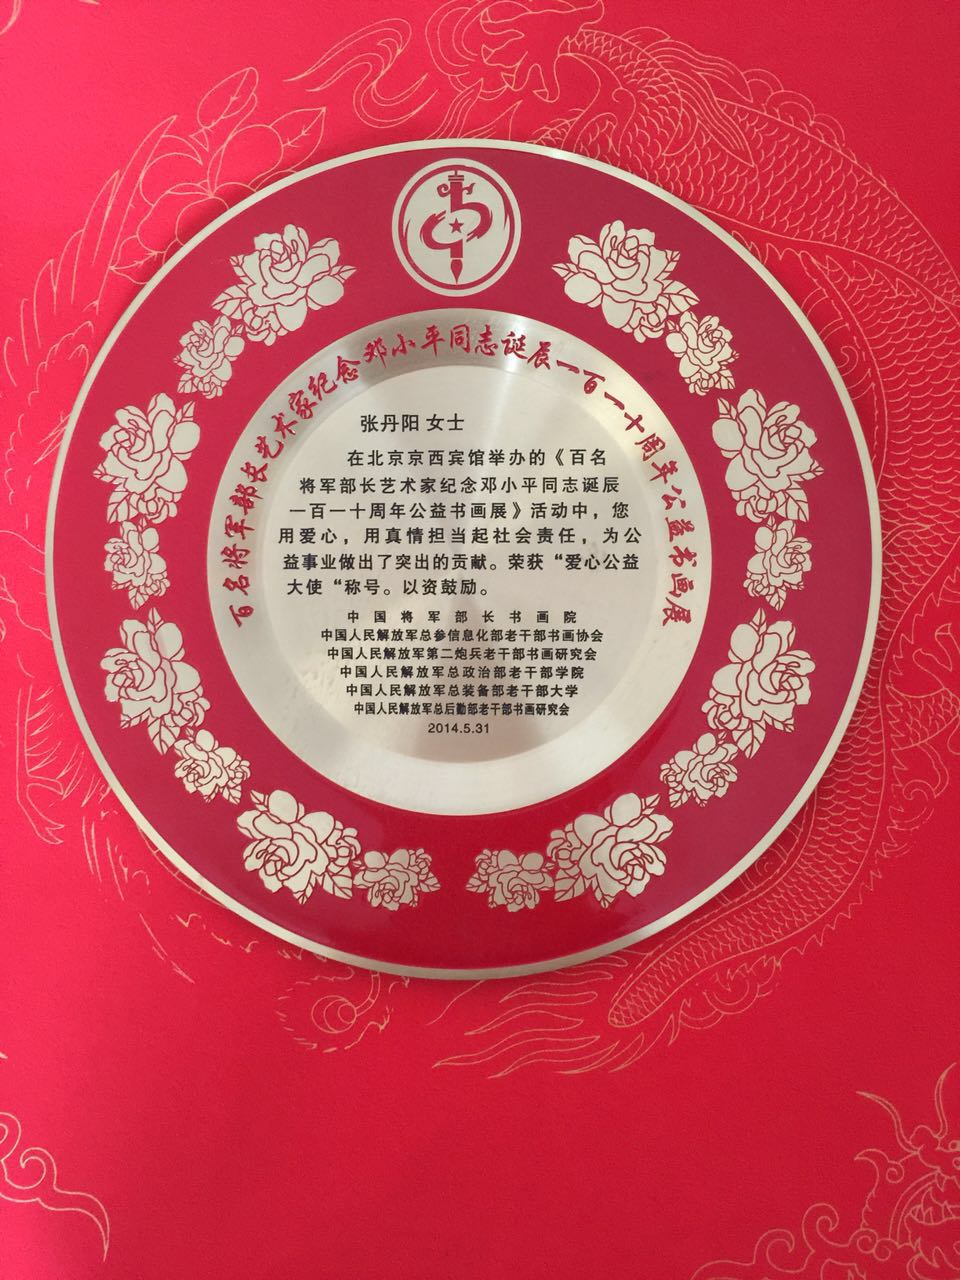 百名将军部长艺术家纪念邓小平同志诞辰一百一十周年公益书画展
张丹阳 女士
在北京京西宾馆举办的《百名
将军部长艺术家纪念邓小平同志诞辰
一百一十周年公益书画展》活动中，您
用爱心，用真情担当起社会责任，为公
益事业做出了突出的贡献。荣获“爱心公益
大使“称号。以资鼓励。
中国将军部长书画院
中国人民解放军总参信息化部老干部书画协会
中国人民解放军第二炮兵老干部书画研究会
中国人民解放军总政治部老干部学院
中国人民解放军总装备部老干部大学
中国人民解放军总后勤部老干部书画研究会
2014.5.31